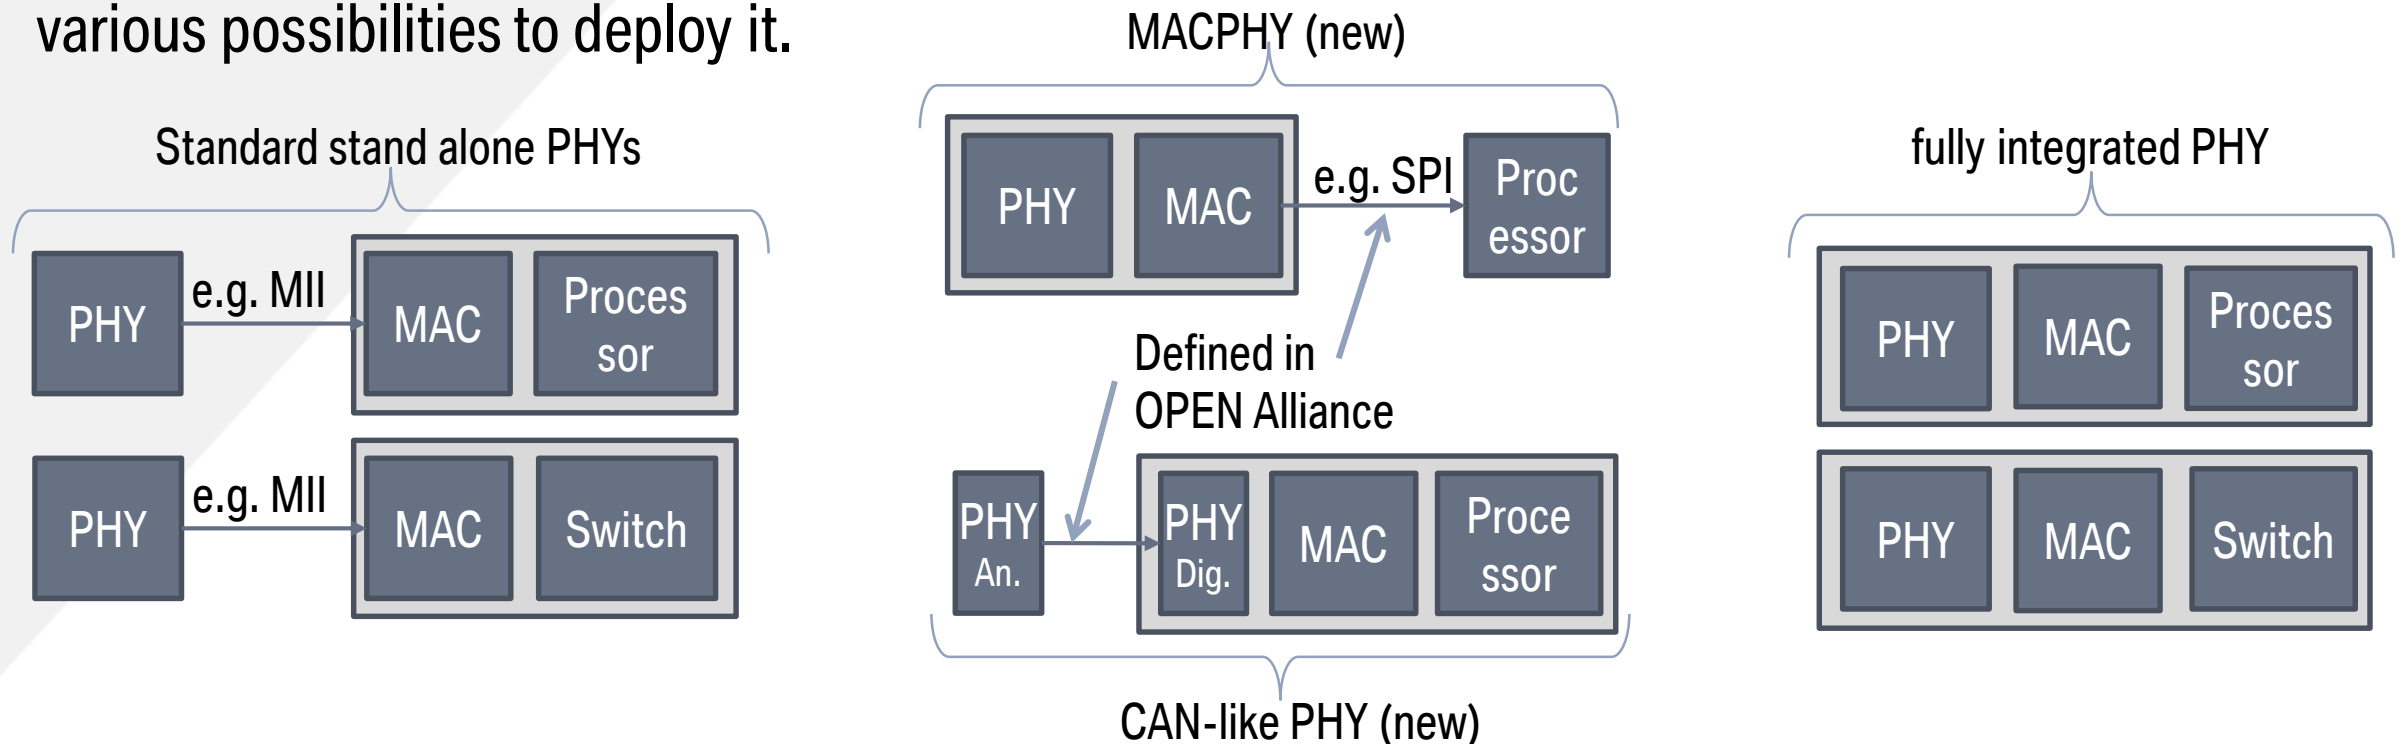 various possibilities to deploy it.
Standard stand alone PHYs
PHY
e.g. MII
MAC
Proces
sor
PHY
e.g. MII
MAC
Switch
MACPHY (new)
PHY
MAC
e.g. SPI
Proc
essor
Defined in
OPEN Alliance
PHY
An.
PHY
Dig.
MAC
Proce
ssor
CAN-like PHY (new)
fully integrated PHY
PHY
MAC
Proces
sor
PHY
MAC
Switch